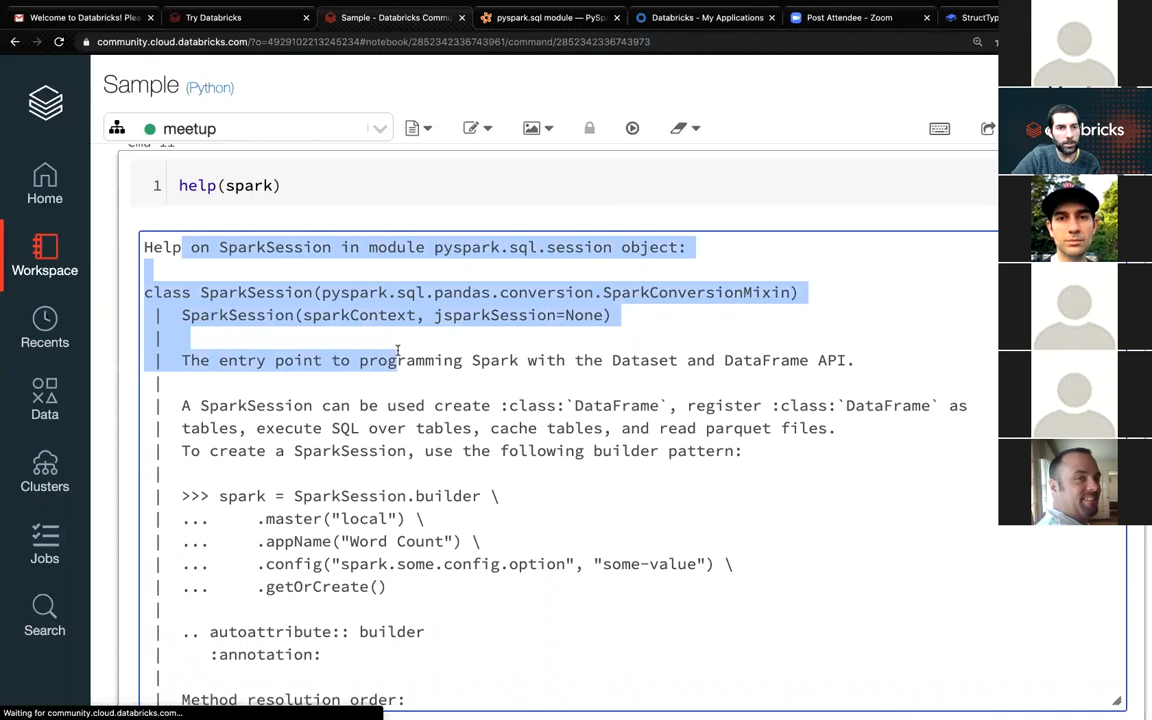 Welcome to Databricks! Pleas
Try Databricks
Sample - Databricks Commu
pyspark.sql module — PySp
Databricks - My Applications
Post Attendee - Zoom
StructType
community.cloud.databricks.com/?o=4929102213245234#notebook/2852342336743961/command/2852342336743973
Sample (Python)
meetup
Cmd 11
1 help(spark)
Home
Workspace
Recents
Data
Clusters
Jobs
Search
Help on SparkSession in module pyspark.sql.session object:
class SparkSession(pyspark.sql.pandas.conversion.SparkConversionMixin)
| SparkSession(sparkContext, jsparkSession=None)
|
| The entry point to programming Spark with the Dataset and DataFrame API.
|
| A SparkSession can be used create :class:`DataFrame`, register :class:`DataFrame` as
| tables, execute SQL over tables, cache tables, and read parquet files.
| To create a SparkSession, use the following builder pattern:
|
| >>> spark = SparkSession.builder \
| ... .master("local") \
| ... .appName("Word Count") \
| ... .config("spark.some.config.option", "some-value") \
| ... .getOrCreate()
|
| .. autoattribute:: builder
| :annotation:
|
| Method resolution order:
Waiting for community.cloud.databricks.com...
bricks